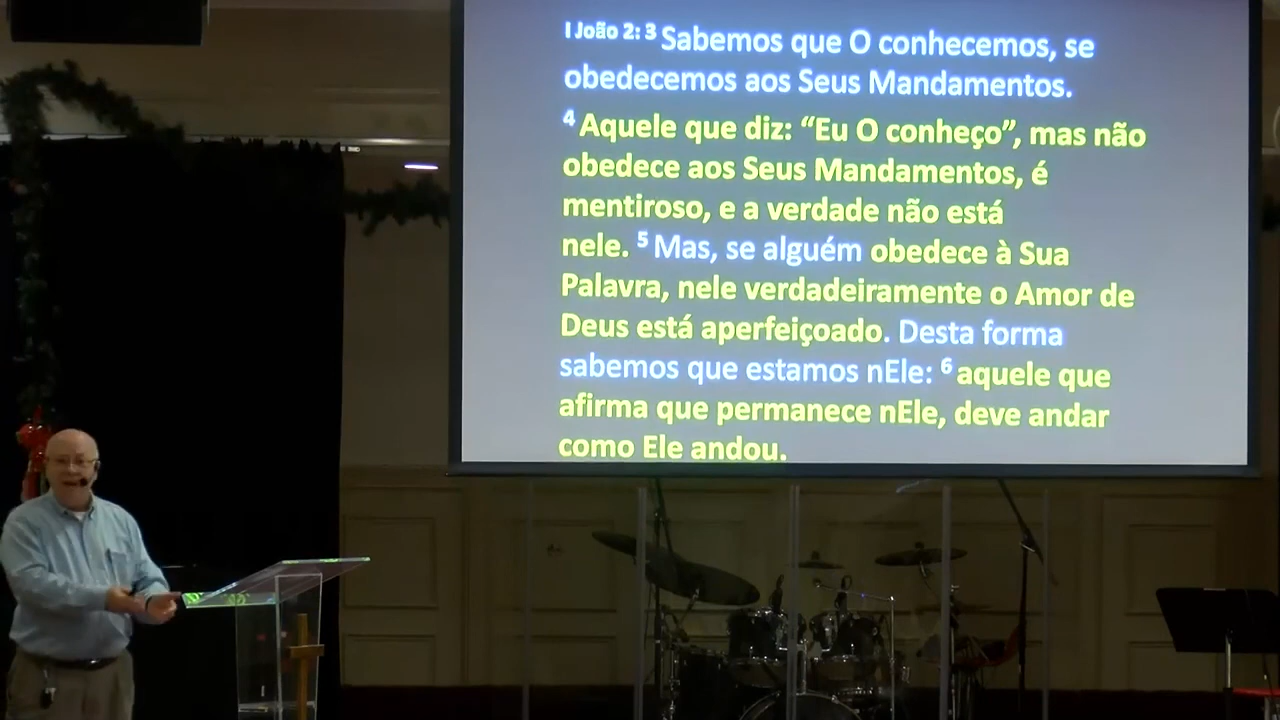 I João 2: 3 Sabemos que O conhecemos, se
obedecemos aos Seus Mandamentos.
4 Aquele que diz: “Eu O conheço”, mas não
obedece aos Seus Mandamentos, é
mentiroso, e a verdade não está
nele. 5 Mas, se alguém obedece à Sua
Palavra, nele verdadeiramente o Amor de
Deus está aperfeiçoado. Desta forma
sabemos que estamos nEle: 6 aquele que
afirma que permanece nEle, deve andar
como Ele andou.